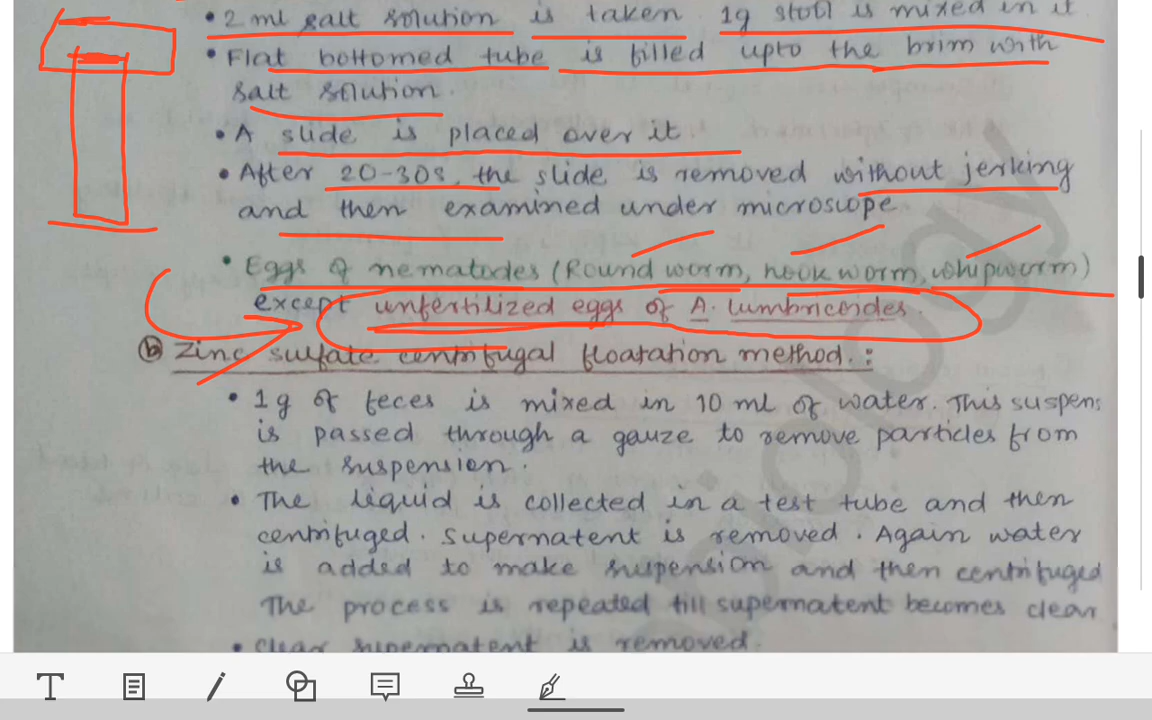 • 2 ml salt solution is taken 1g stool is mixed in it
• Flat bottomed tube is filled upto the brim with
salt solution.
• A slide is placed over it.
• After 20-30s, the slide is removed without jerking
and then examined under microscope.
• Eggs of nematodes (Round worm, hook worm, whipworm)
except unfertilized eggs of A. lumbricoides.
(b) Zinc sulfate centrifugal floatation method. :
• 1g of feces is mixed in 10 ml of water. This suspens
is passed through a gauze to remove particles from
the suspension.
• The liquid is collected in a test tube and then
centrifuged. Supernatent is removed. Again water
is added to make suspension and then centrifuged
The process is repeated till supernatent becomes clear
• Clear supernatent is removed.
T